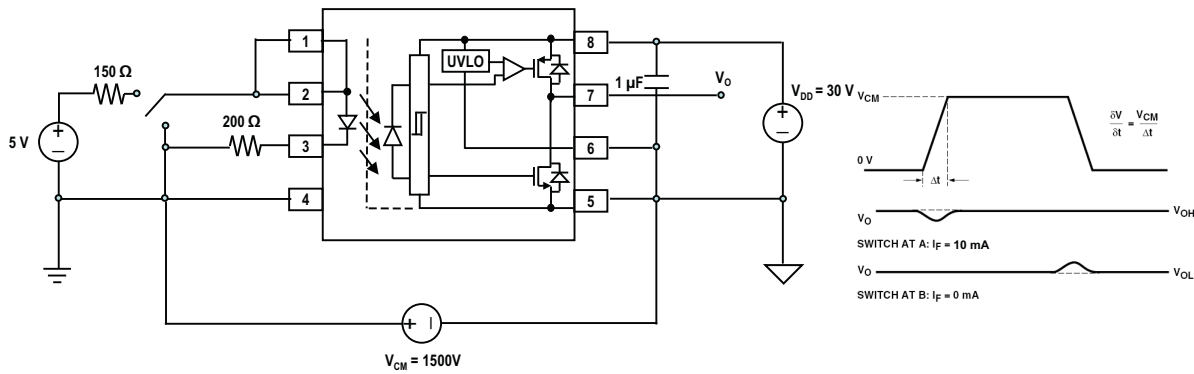 150 Ω
5 V
200 Ω
1
2
3
4
UVLO
8
7
6
5
1 µF
VO
VDD = 30 V
VCM = 1500V
VCM
0 V
Δt
δV/δt = VCM/Δt
VO
VOH
SWITCH AT A: IF = 10 mA
VO
VOL
SWITCH AT B: IF = 0 mA